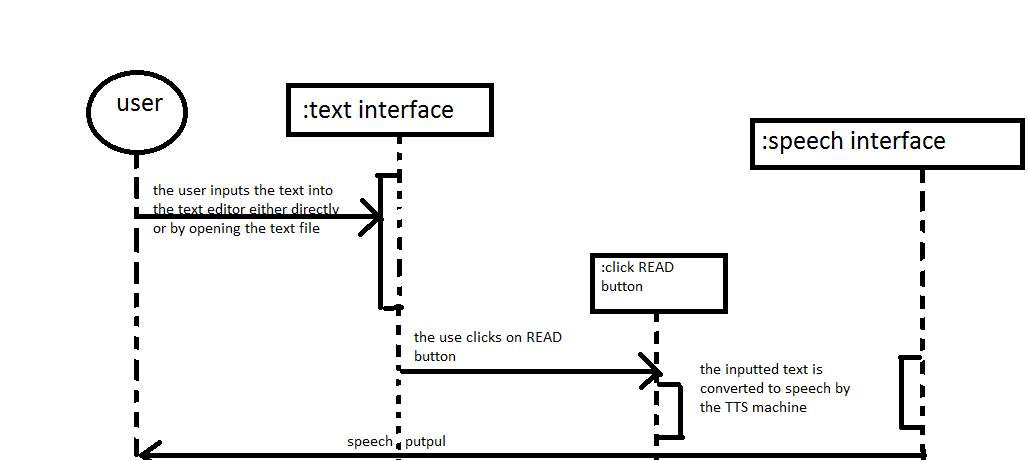 user
:text interface
:speech interface
the user inputs the text into
the text editor either directly
or by opening the text file
:click READ
button
the use clicks on READ
button
the inputted text is
converted to speech by
the TTS machine
speech putpul